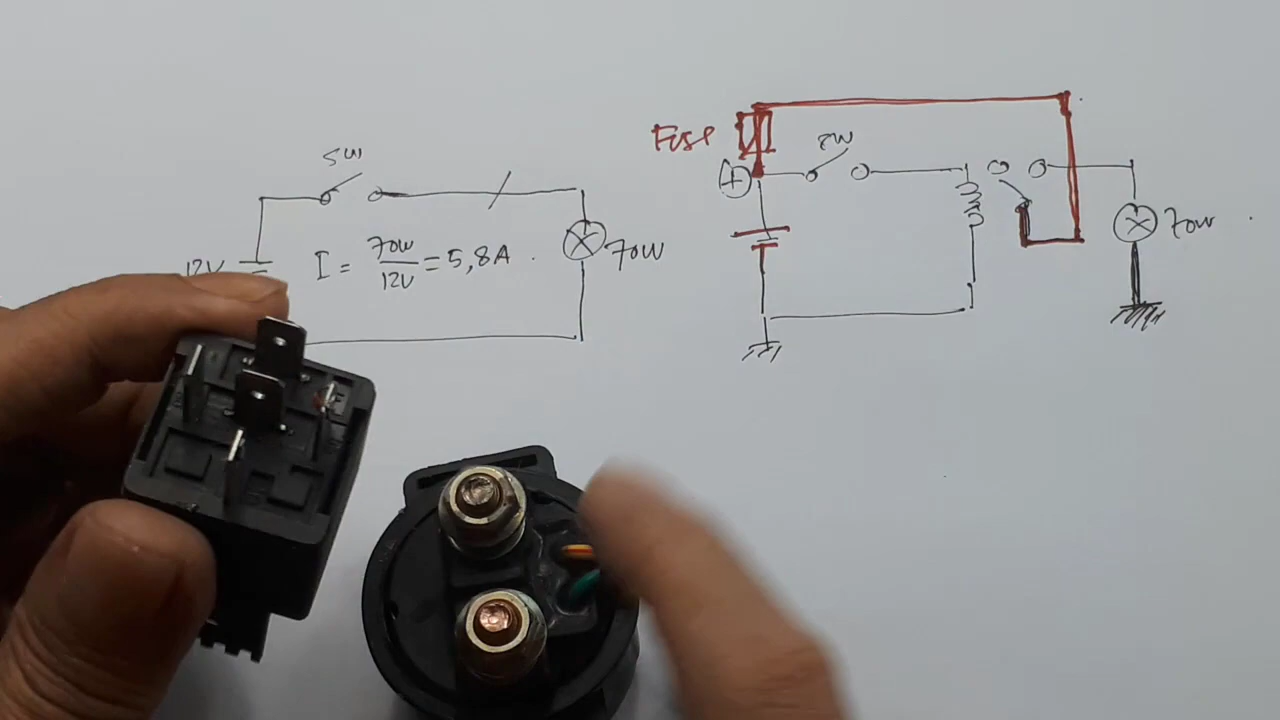 SW
12V
I = 70W/12V = 5,8A
70W
Fuse
SW
+
70W